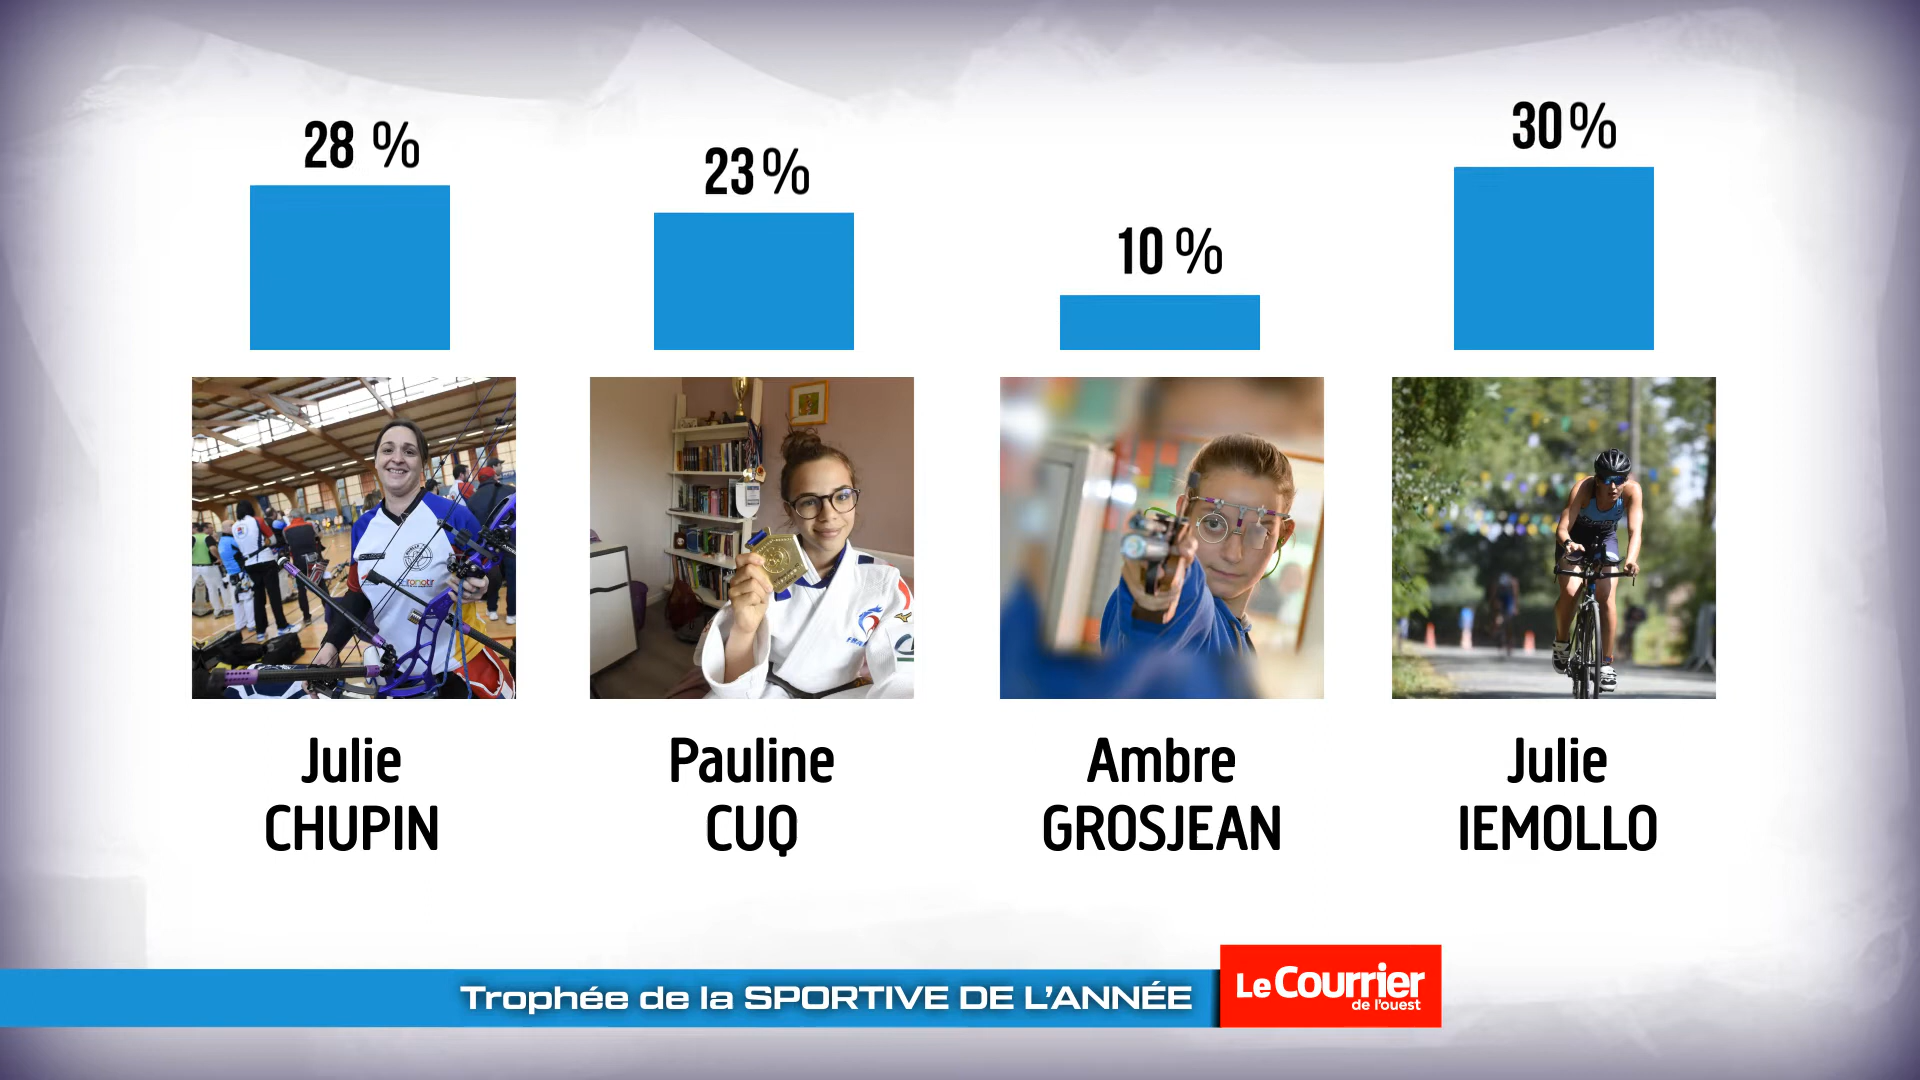 28 %
23 %
10 %
30 %
Julie
CHUPIN
Pauline
CUQ
Ambre
GROSJEAN
Julie
IEMOLLO
Trophée de la SPORTIVE DE L'ANNÉE
Le Courrier
de l'ouest